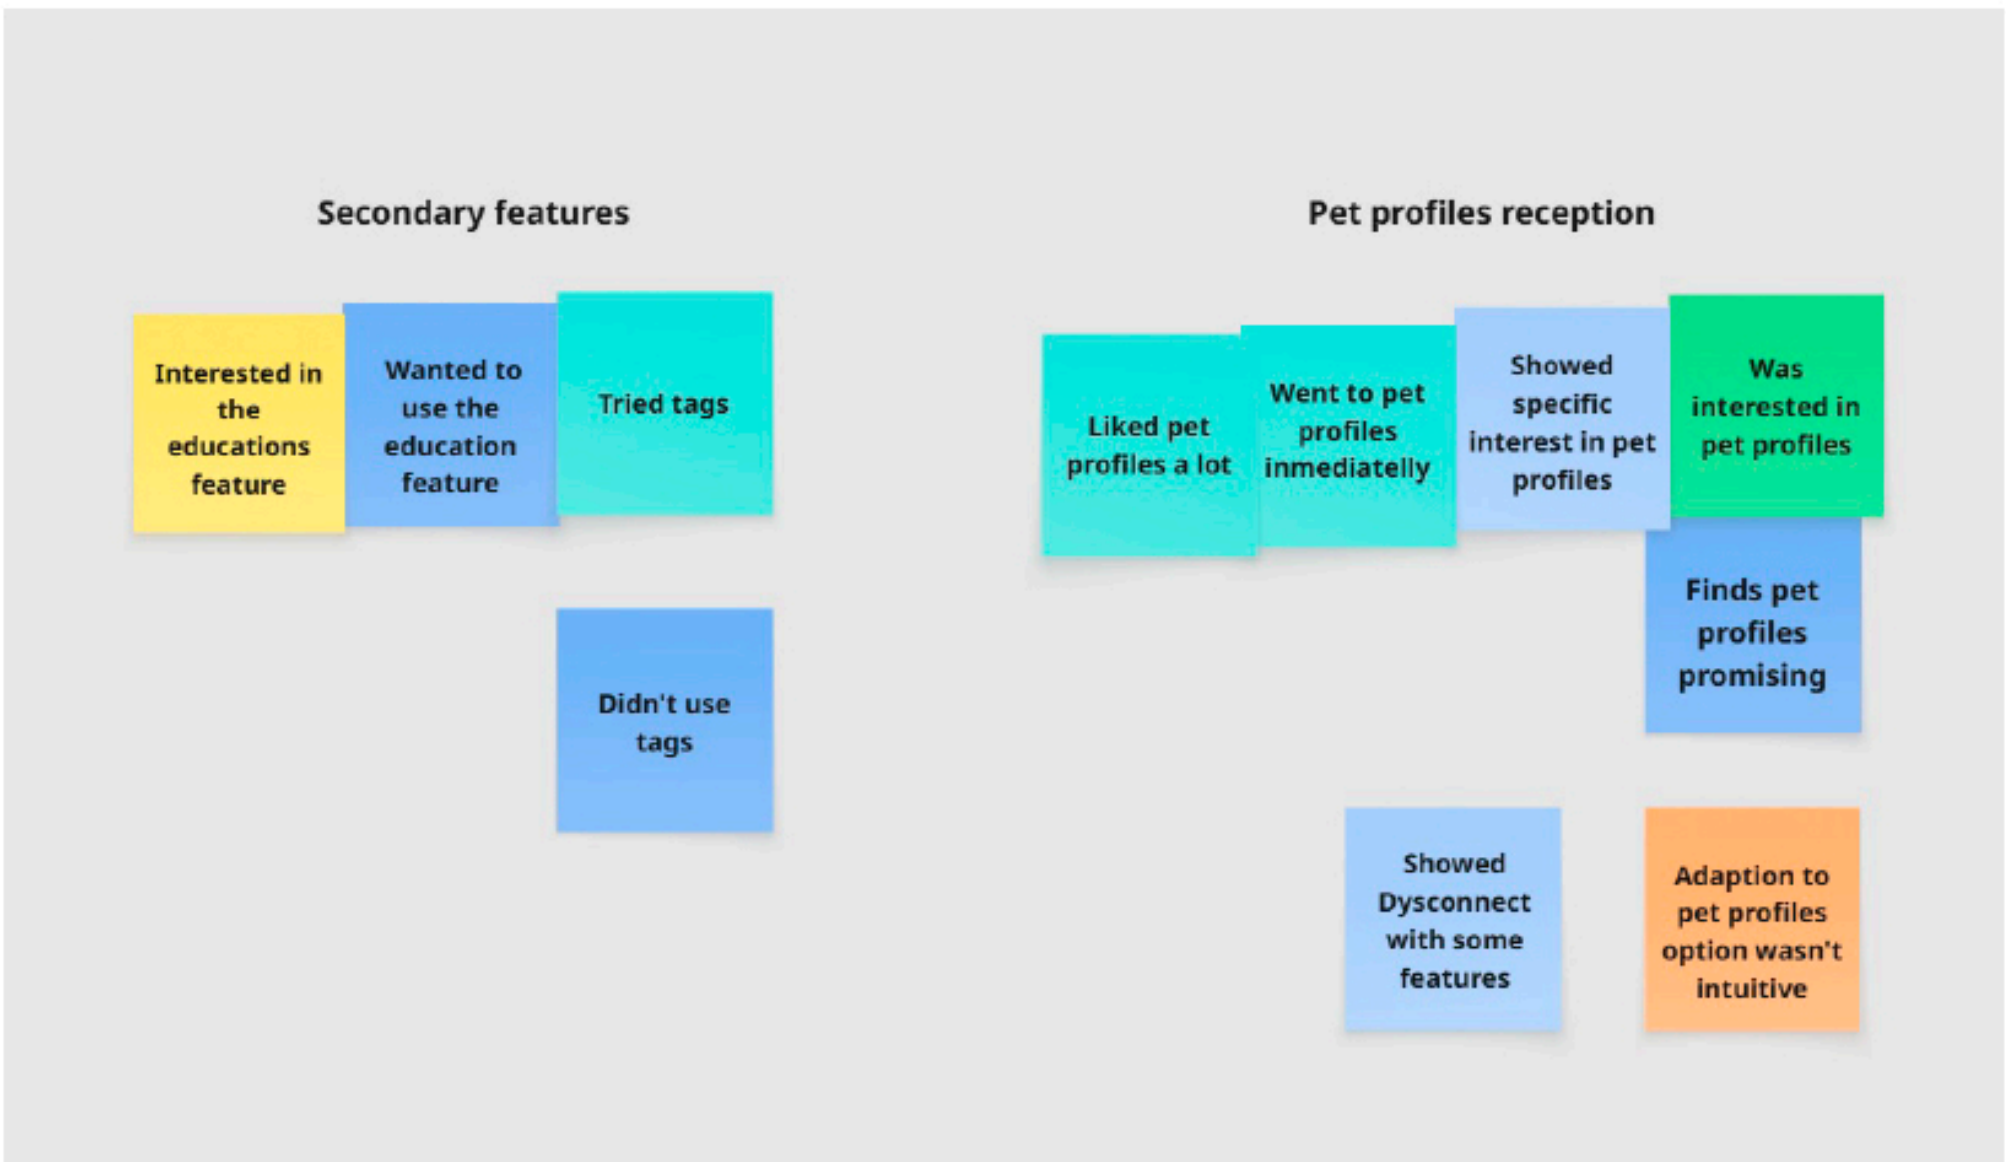 Secondary features
Interested in
the
educations
feature
Wanted to
use the
education
feature
Tried tags
Didn't use
tags
Pet profiles reception
Liked pet
profiles a lot
Went to pet
profiles
inmediatelly
Showed
specific
interest in pet
profiles
Was
interested in
pet profiles
Finds pet
profiles
promising
Showed
Dysconnect
with some
features
Adaption to
pet profiles
option wasn't
intuitive